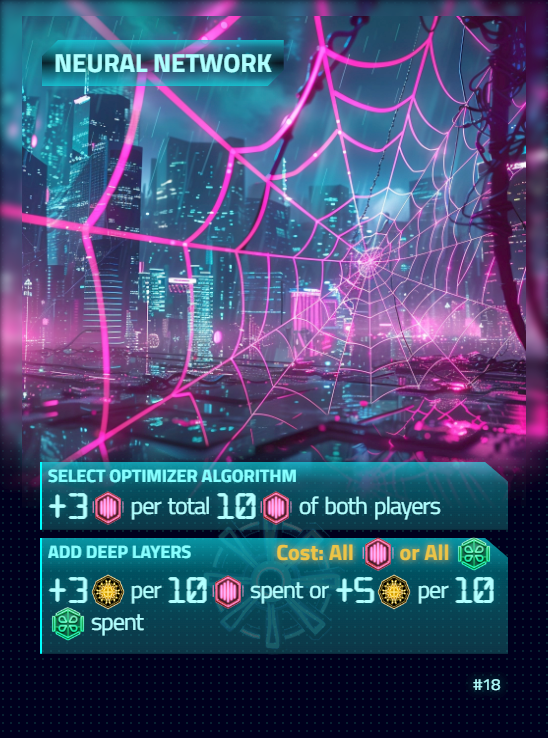 NEURAL NETWORK
SELECT OPTIMIZER ALGORITHM
+3 per total 10 of both players
ADD DEEP LAYERS
Cost: All or All
+3 per 10 spent or +5 per 10
spent
#18